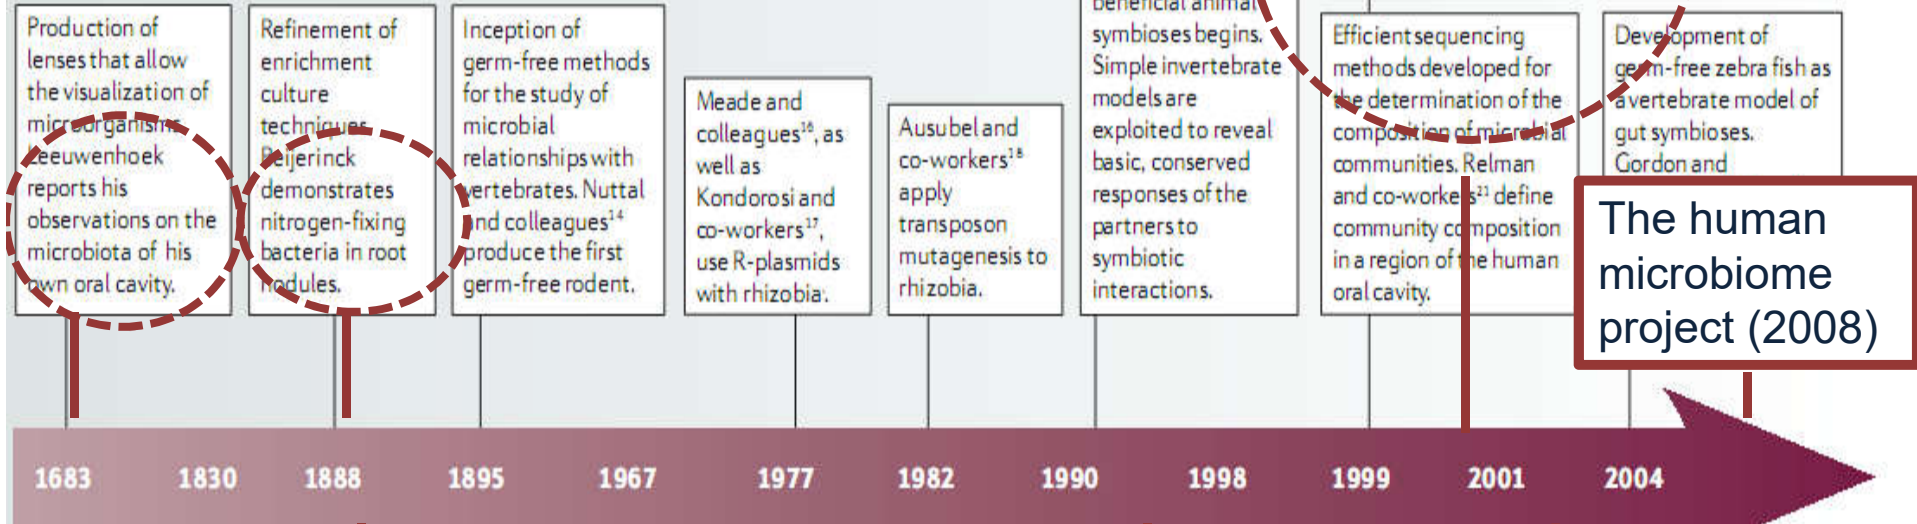 Production of
lenses that allow
the visualization of
microorganisms.
Leeuwenhoek
reports his
observations on the
microbiota of his
own oral cavity.
Refinement of
enrichment
culture
techniques.
Beijerinck
demonstrates
nitrogen-fixing
bacteria in root
nodules.
Inception of
germ-free methods
for the study of
microbial
relationships with
vertebrates. Nuttal
and colleagues¹⁴
produce the first
germ-free rodent.
Meade and
colleagues¹⁶, as
well as
Kondorosi and
co-workers¹⁷,
use R-plasmids
with rhizobia.
Ausubel and
co-workers¹⁸
apply
transposon
mutagenesis to
rhizobia.
beneficial animal
symbioses begins.
Simple invertebrate
models are
exploited to reveal
basic, conserved
responses of the
partners to
symbiotic
interactions.
Efficient sequencing
methods developed for
the determination of the
composition of microbial
communities. Relman
and co-workers²¹ define
community composition
in a region of the human
oral cavity.
Development of
germ-free zebra fish as
a vertebrate model of
gut symbioses.
Gordon and
The human
microbiome
project (2008)
1683 1830 1888 1895 1967 1977 1982 1990 1998 1999 2001 2004